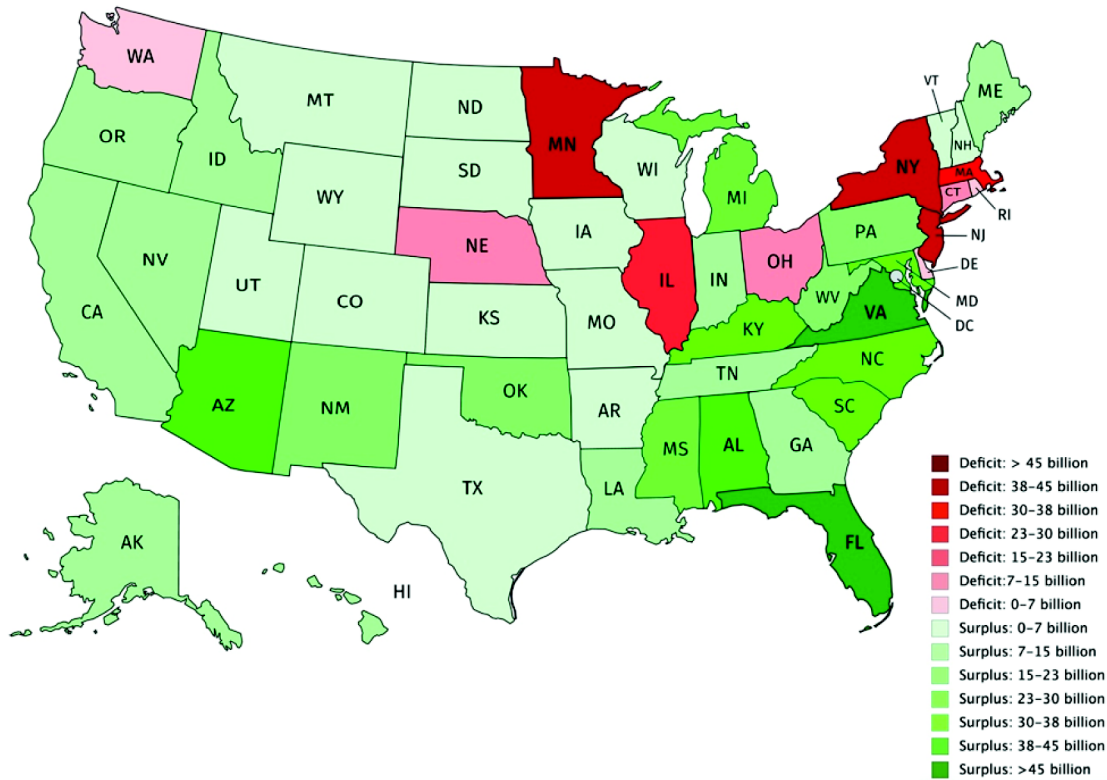 WA
MT
ND
MN
VT
ME
OR
ID
SD
WI
NY
NH
MA
CT
RI
WY
MI
NE
IA
PA
NJ
NV
UT
CO
IL
IN
OH
DE
CA
KS
MO
WV
VA
MD
KY
DC
AZ
NM
OK
TN
NC
AR
SC
MS
AL
GA
TX
LA
AK
FL
HI
Deficit: > 45 billion
Deficit: 38-45 billion
Deficit: 30-38 billion
Deficit: 23-30 billion
Deficit: 15-23 billion
Deficit:7-15 billion
Deficit: 0-7 billion
Surplus: 0-7 billion
Surplus: 7-15 billion
Surplus: 15-23 billion
Surplus: 23-30 billion
Surplus: 30-38 billion
Surplus: 38-45 billion
Surplus: >45 billion